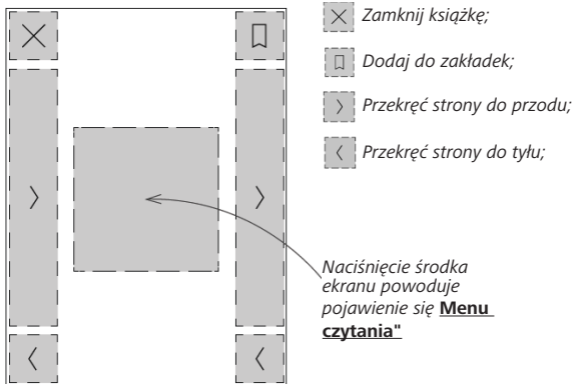 Zamknij książkę;
Dodaj do zakładek;
Przekręć strony do przodu;
Przekręć strony do tyłu;
Naciśnięcie środka
ekranu powoduje
pojawienie się Menu
czytania"